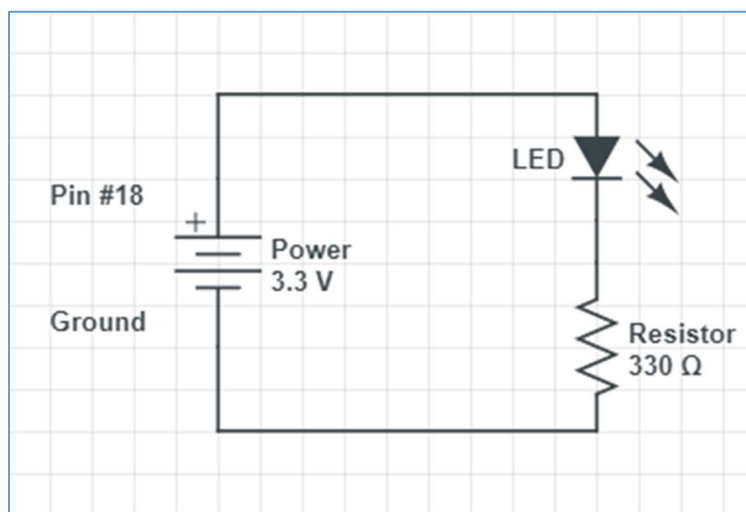 LED
Pin #18
+
Power
3.3 V
Ground
Resistor
330 Ω